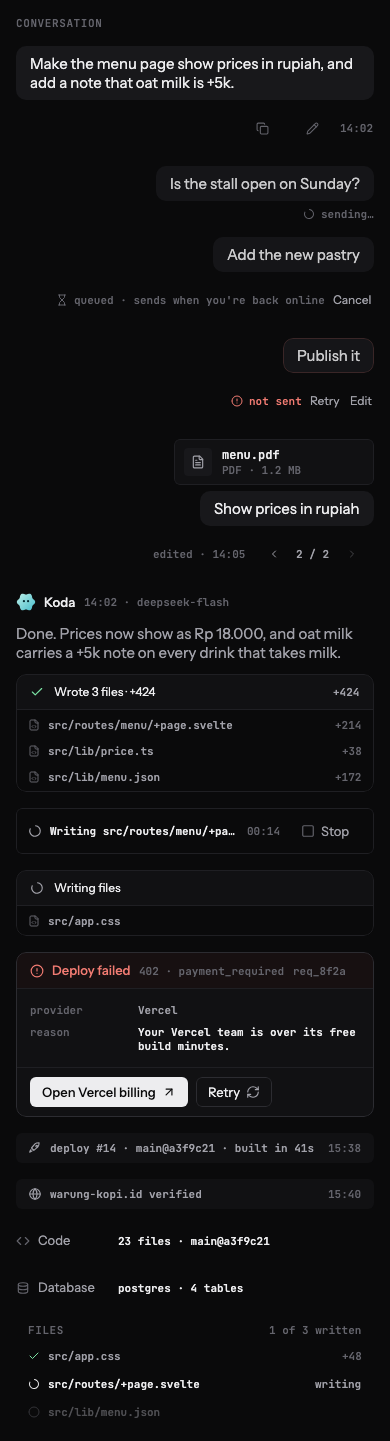 CONVERSATION
Make the menu page show prices in rupiah, and
add a note that oat milk is +5k.
14:02
Is the stall open on Sunday?
sending…
Add the new pastry
queued · sends when you're back online Cancel
Publish it
not sent Retry Edit
menu.pdf
PDF · 1.2 MB
Show prices in rupiah
edited · 14:05 2 / 2
Koda 14:02 · deepseek-flash
Done. Prices now show as Rp 18.000, and oat milk
carries a +5k note on every drink that takes milk.
Wrote 3 files · +424 +424
src/routes/menu/+page.svelte +214
src/lib/price.ts +38
src/lib/menu.json +172
Writing src/routes/menu/+pa… 00:14 Stop
Writing files
src/app.css
Deploy failed 402 · payment_required req_8f2a
provider Vercel
reason Your Vercel team is over its free
build minutes.
Open Vercel billing Retry
deploy #14 · main@a3f9c21 · built in 41s 15:38
warung-kopi.id verified 15:40
Code 23 files · main@a3f9c21
Database postgres · 4 tables
FILES 1 of 3 written
src/app.css +48
src/routes/+page.svelte writing
src/lib/menu.json